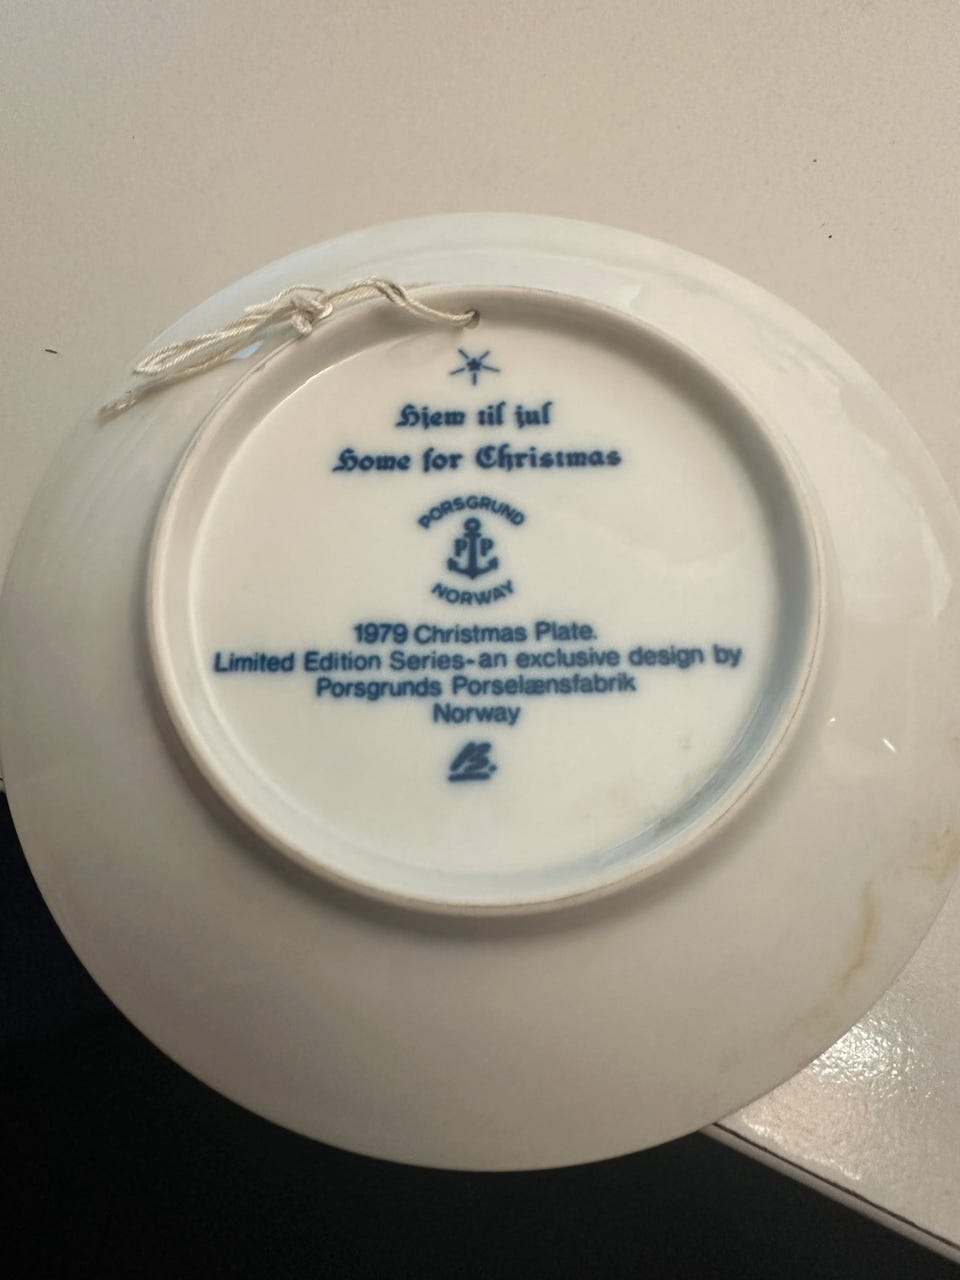 Hjem til jul
Home for Christmas
PORSGRUND
P P
NORWAY
1979 Christmas Plate.
Limited Edition Series-an exclusive design by
Porsgrunds Porselænsfabrik
Norway